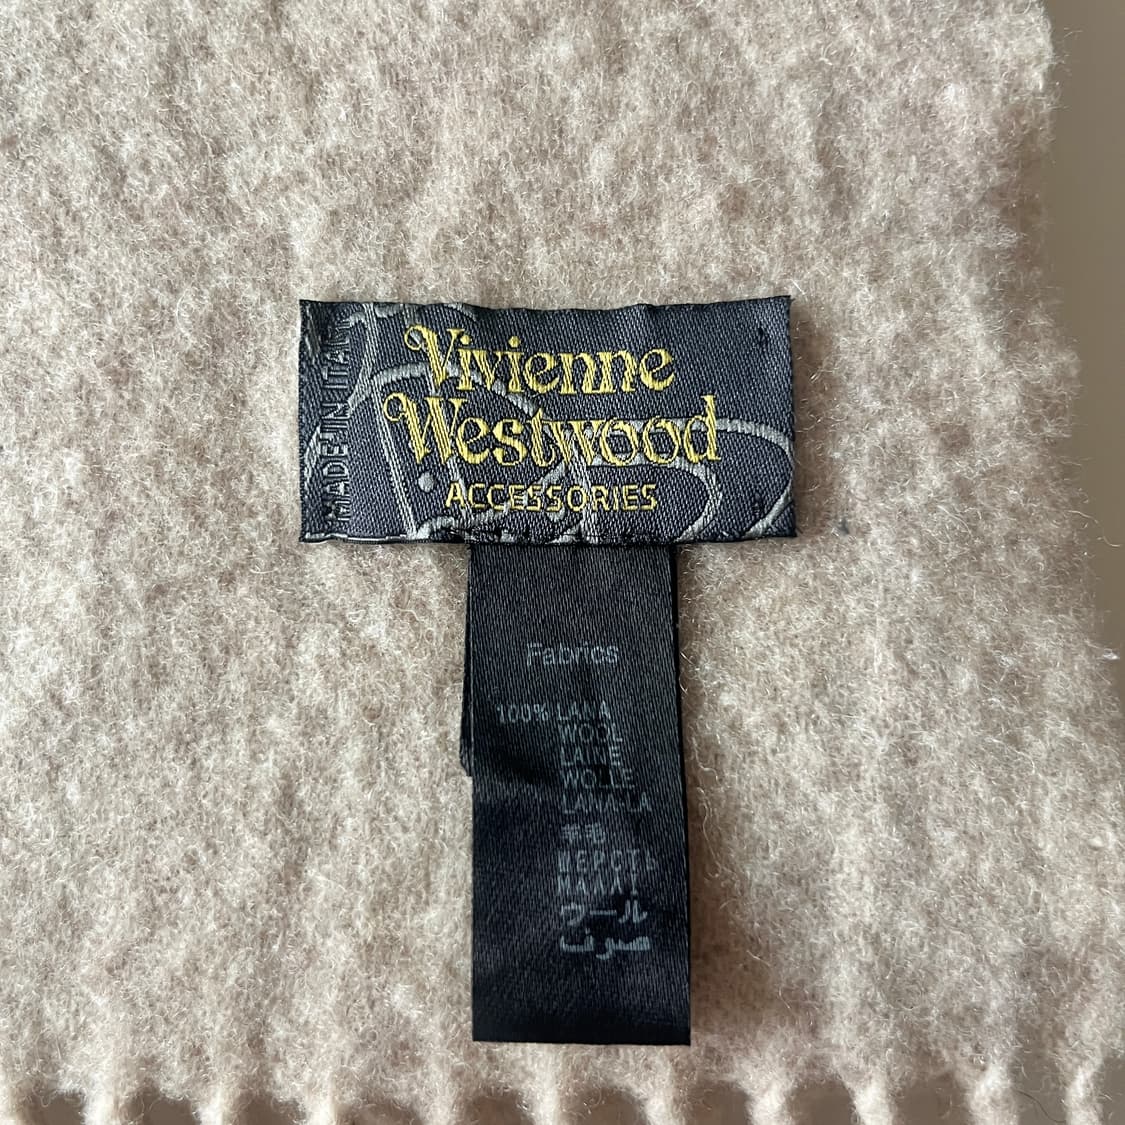 Vivienne
Westwood
ACCESSORIES
MADE IN ITALY
Fabrics
100% LANA
WOOL
LAINE
WOLLE
LANA/LA
羊毛
ШЕРСТЬ
ΜΑΛΛΙ
ウール
صوف